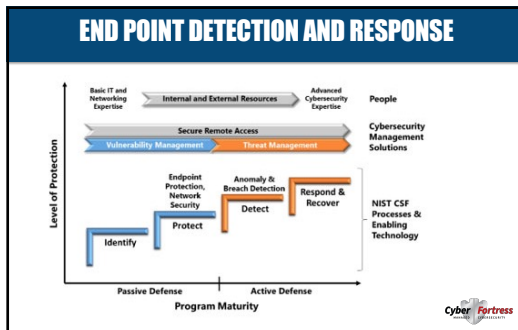 END POINT DETECTION AND RESPONSE
Basic IT and
Networking
Expertise
Internal and External Resources
Advanced
Cybersecurity
Expertise
People
Secure Remote Access
Vulnerability Management
Threat Management
Cybersecurity
Management
Solutions
Level of Protection
Identify
Endpoint
Protection,
Network
Security
Protect
Anomaly &
Breach Detection
Detect
Respond &
Recover
NIST CSF
Processes &
Enabling
Technology
Passive Defense
Active Defense
Program Maturity
Cyber Fortress
MANAGED CYBERSECURITY